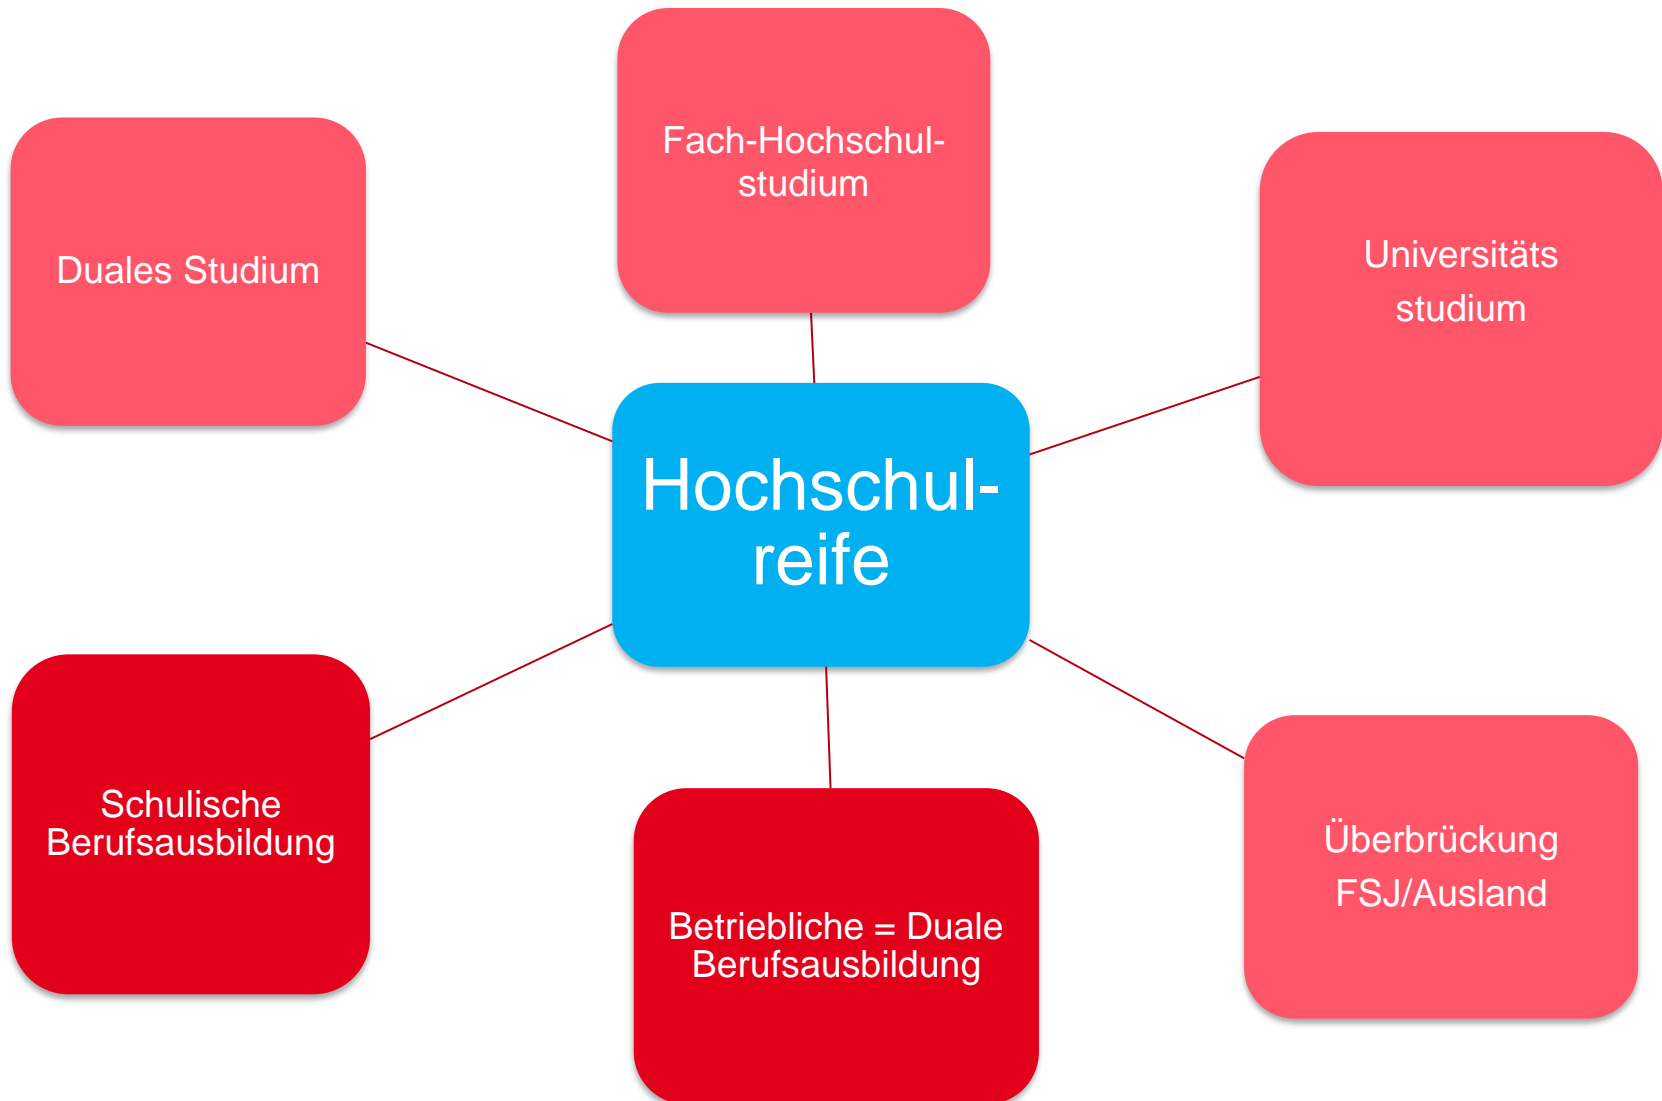 Fach-Hochschul-
studium
Duales Studium
Universitäts
studium
Hochschul-
reife
Schulische
Berufsausbildung
Betriebliche = Duale
Berufsausbildung
Überbrückung
FSJ/Ausland